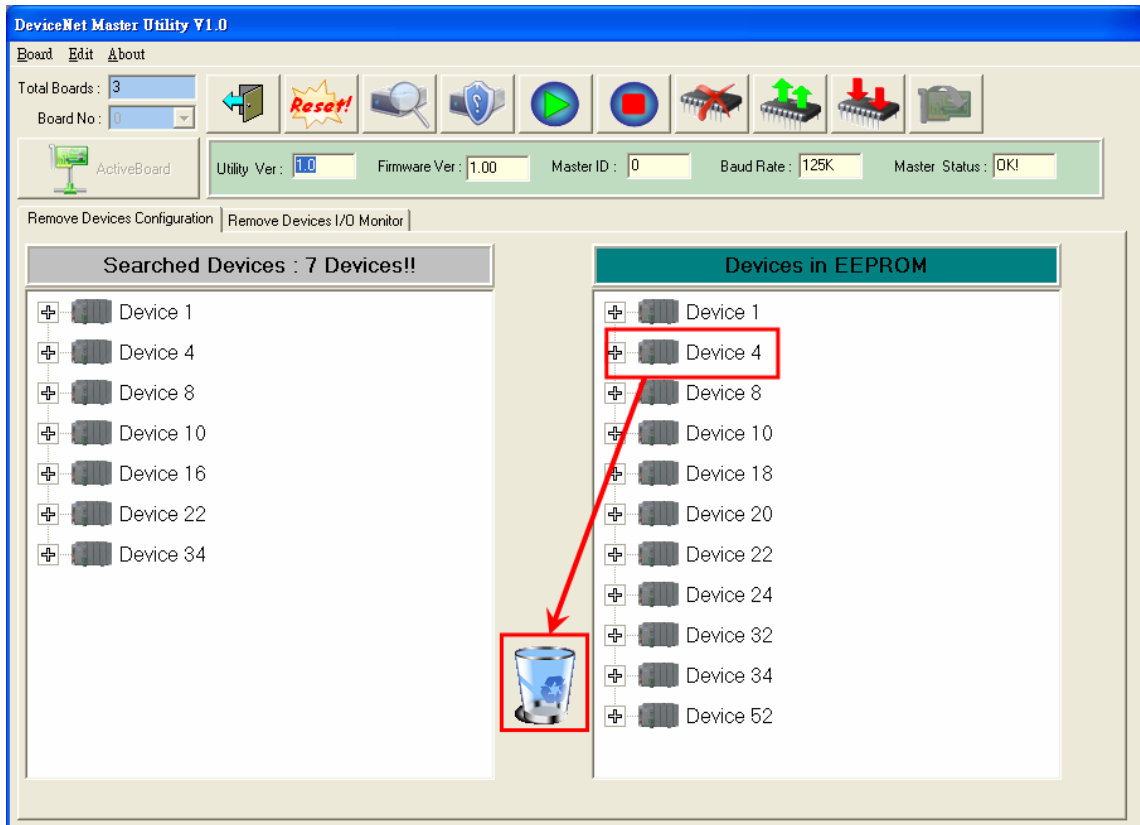 DeviceNet Master Utility V1.0
Board Edit About
Total Boards : 3
Board No : 0
Reset!
ActiveBoard
Utility Ver : 1.0 Firmware Ver : 1.00 Master ID : 0 Baud Rate : 125K Master Status : OK!
Remove Devices Configuration Remove Devices I/O Monitor
Searched Devices : 7 Devices!!
Device 1
Device 4
Device 8
Device 10
Device 16
Device 22
Device 34
Devices in EEPROM
Device 1
Device 4
Device 8
Device 10
Device 18
Device 20
Device 22
Device 24
Device 32
Device 34
Device 52